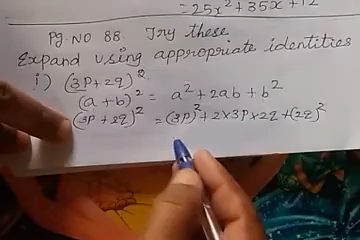 = 25x² + 35x + 12
Pg NO 88 Try these
Expand using appropriate identities
i) (3P+2q)²
(a+b)² = a² + 2ab + b²
(3P+2q)² = (3P)² + 2×3P×2q + (2q)²